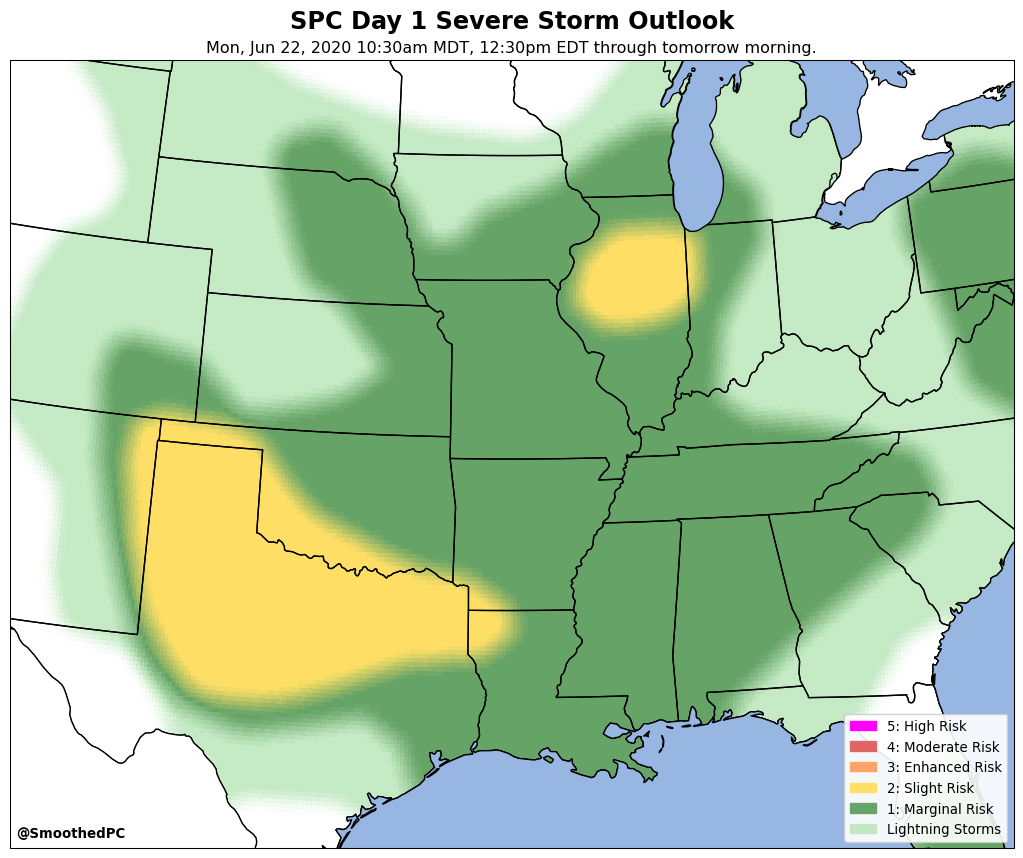 SPC Day 1 Severe Storm Outlook
Mon, Jun 22, 2020 10:30am MDT, 12:30pm EDT through tomorrow morning.
5: High Risk
4: Moderate Risk
3: Enhanced Risk
2: Slight Risk
1: Marginal Risk
Lightning Storms
@SmoothedPC